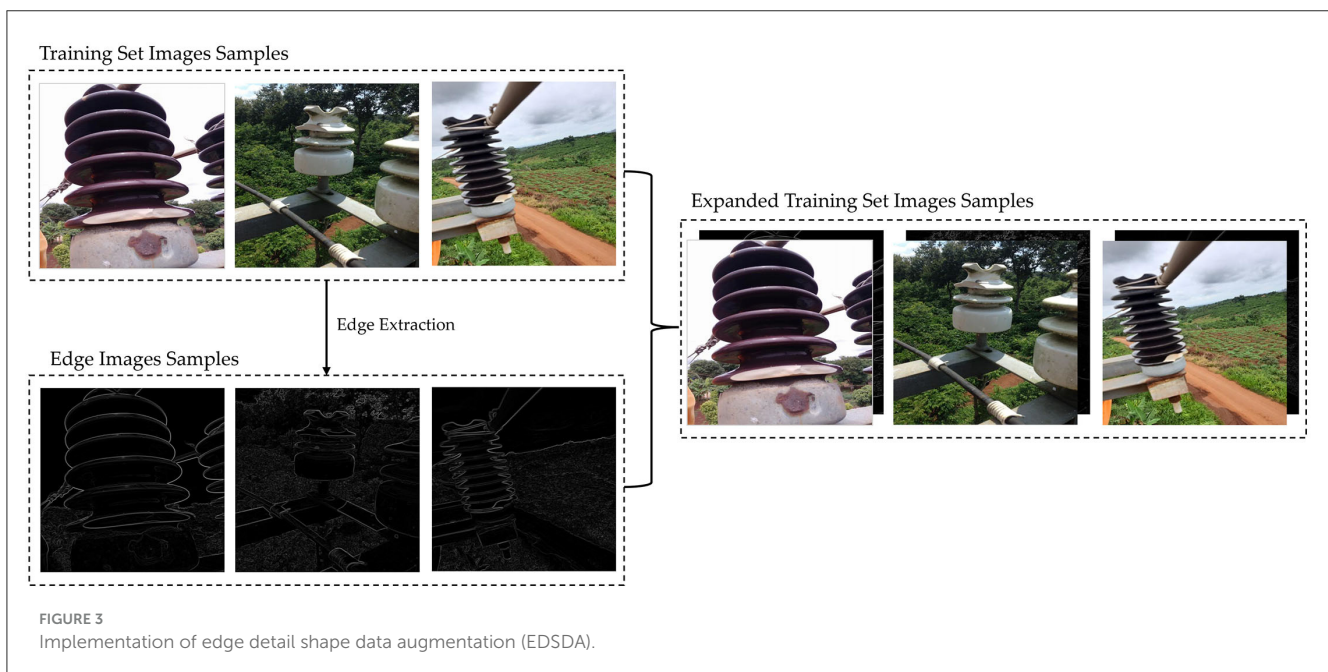 Training Set Images Samples
Edge Extraction
Edge Images Samples
Expanded Training Set Images Samples
FIGURE 3
Implementation of edge detail shape data augmentation (EDSDA).